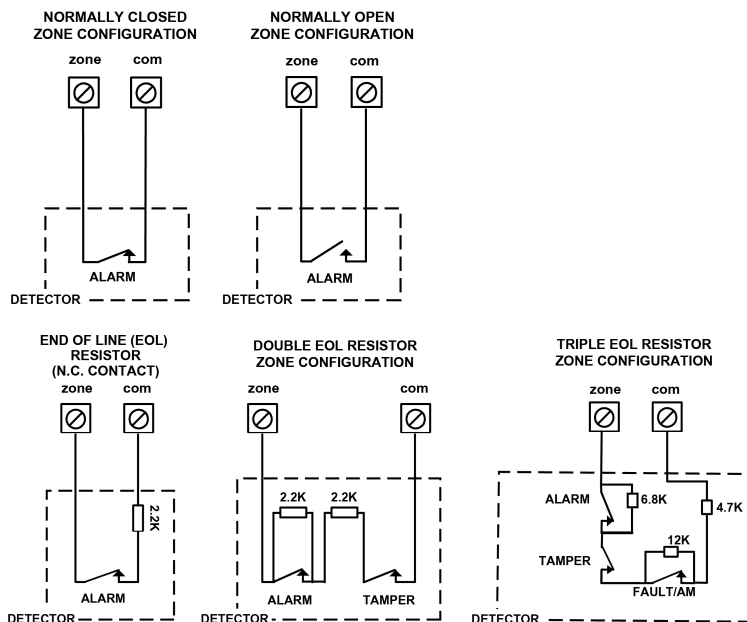 NORMALLY CLOSED
ZONE CONFIGURATION
zone com
ALARM
DETECTOR
NORMALLY OPEN
ZONE CONFIGURATION
zone com
ALARM
DETECTOR
END OF LINE (EOL)
RESISTOR
(N.C. CONTACT)
zone com
2.2K
ALARM
DETECTOR
DOUBLE EOL RESISTOR
ZONE CONFIGURATION
zone com
2.2K 2.2K
ALARM TAMPER
DETECTOR
TRIPLE EOL RESISTOR
ZONE CONFIGURATION
zone com
ALARM 6.8K 4.7K
TAMPER 12K
FAULT/AM
DETECTOR